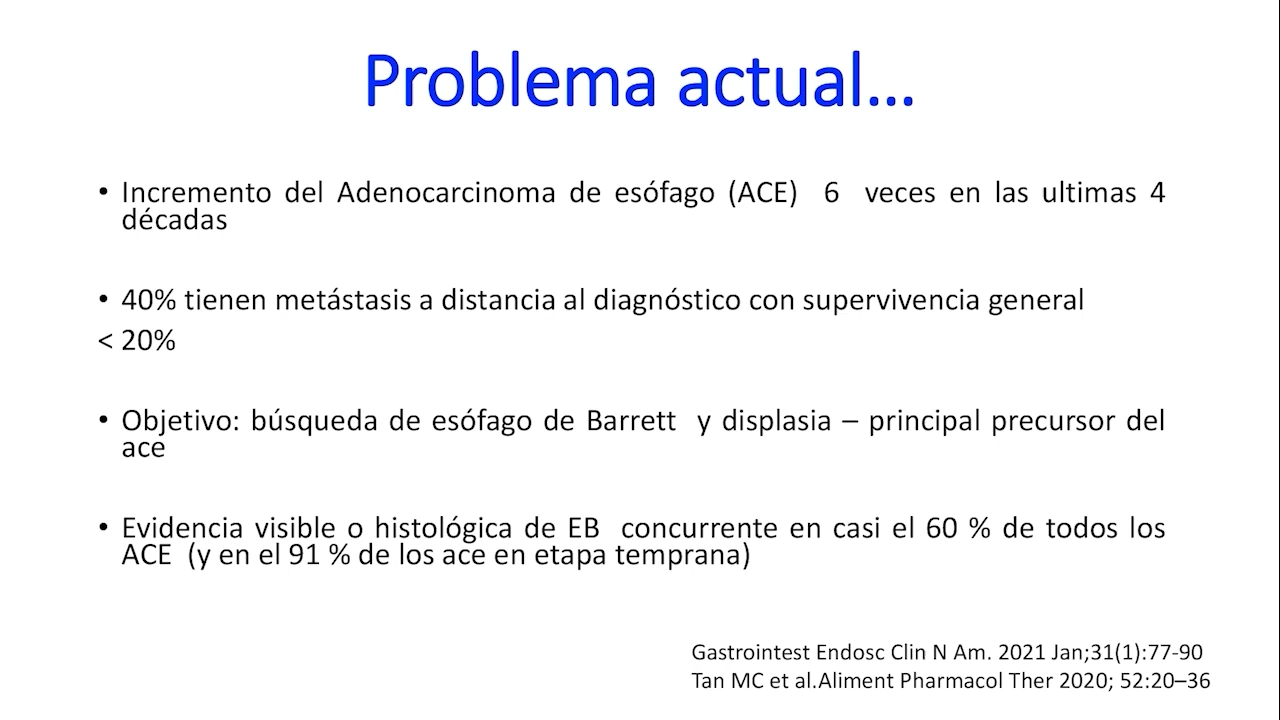 Problema actual...
• Incremento del Adenocarcinoma de esófago (ACE) 6 veces en las ultimas 4
décadas
• 40% tienen metástasis a distancia al diagnóstico con supervivencia general
< 20%
• Objetivo: búsqueda de esófago de Barrett y displasia – principal precursor del
ace
• Evidencia visible o histológica de EB concurrente en casi el 60 % de todos los
ACE (y en el 91 % de los ace en etapa temprana)
Gastrointest Endosc Clin N Am. 2021 Jan;31(1):77-90
Tan MC et al.Aliment Pharmacol Ther 2020; 52:20–36